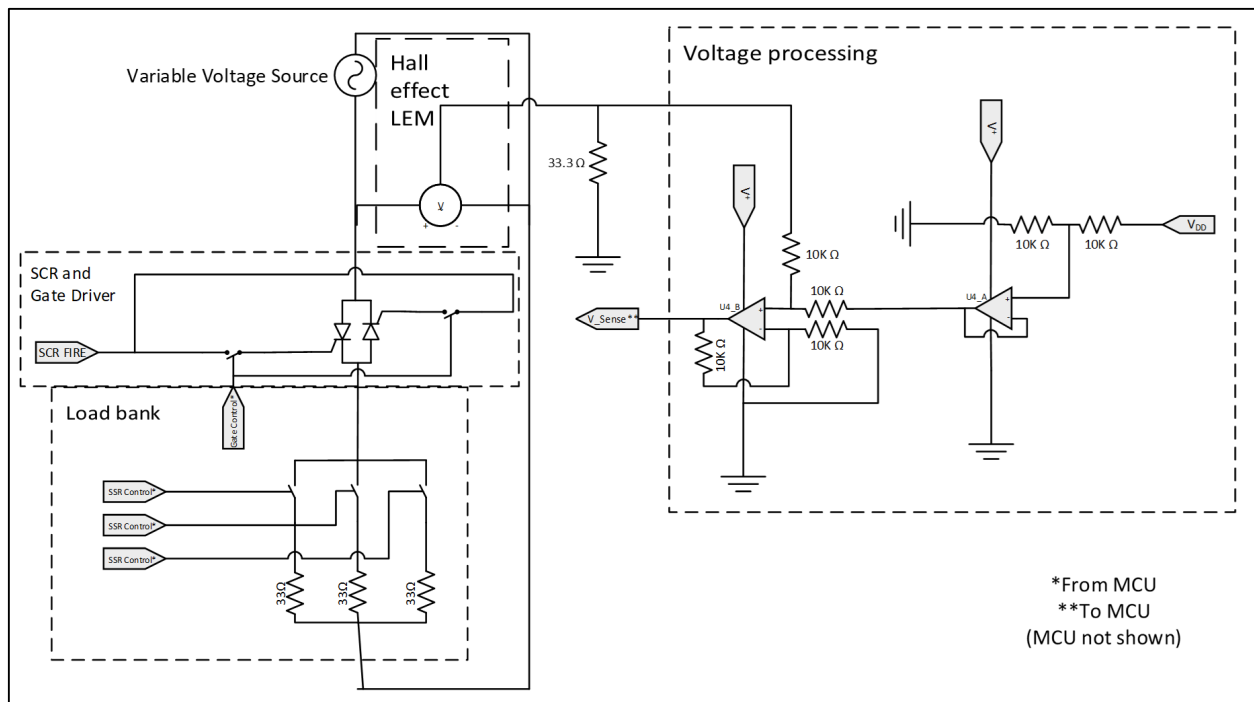 Variable Voltage Source
Hall
effect
LEM
V
+
-
33.3 Ω
Voltage processing
V+
V+
10K Ω
10K Ω
VDD
10K Ω
10K Ω
U4_A
+
-
U4_B
+
-
10K Ω
10K Ω
V_Sense**
SCR and
Gate Driver
SCR FIRE
Gate Control*
Load bank
SSR Control*
SSR Control*
SSR Control*
33Ω
33Ω
33Ω
*From MCU
**To MCU
(MCU not shown)